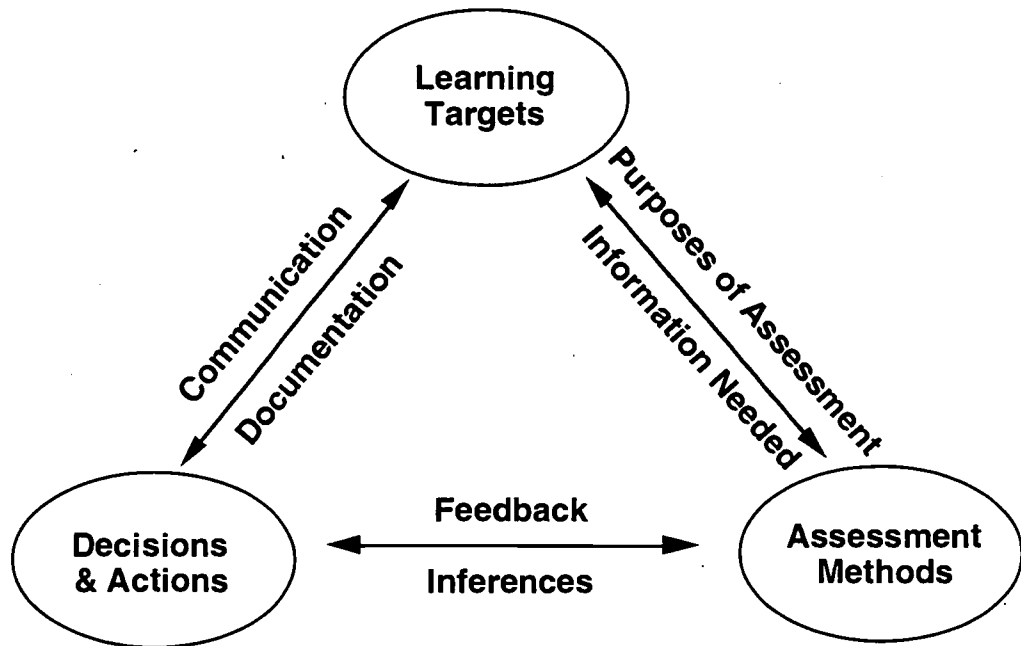 Learning
Targets
Communication
Documentation
Purposes of Assessment
Information Needed
Feedback
Inferences
Decisions
& Actions
Assessment
Methods